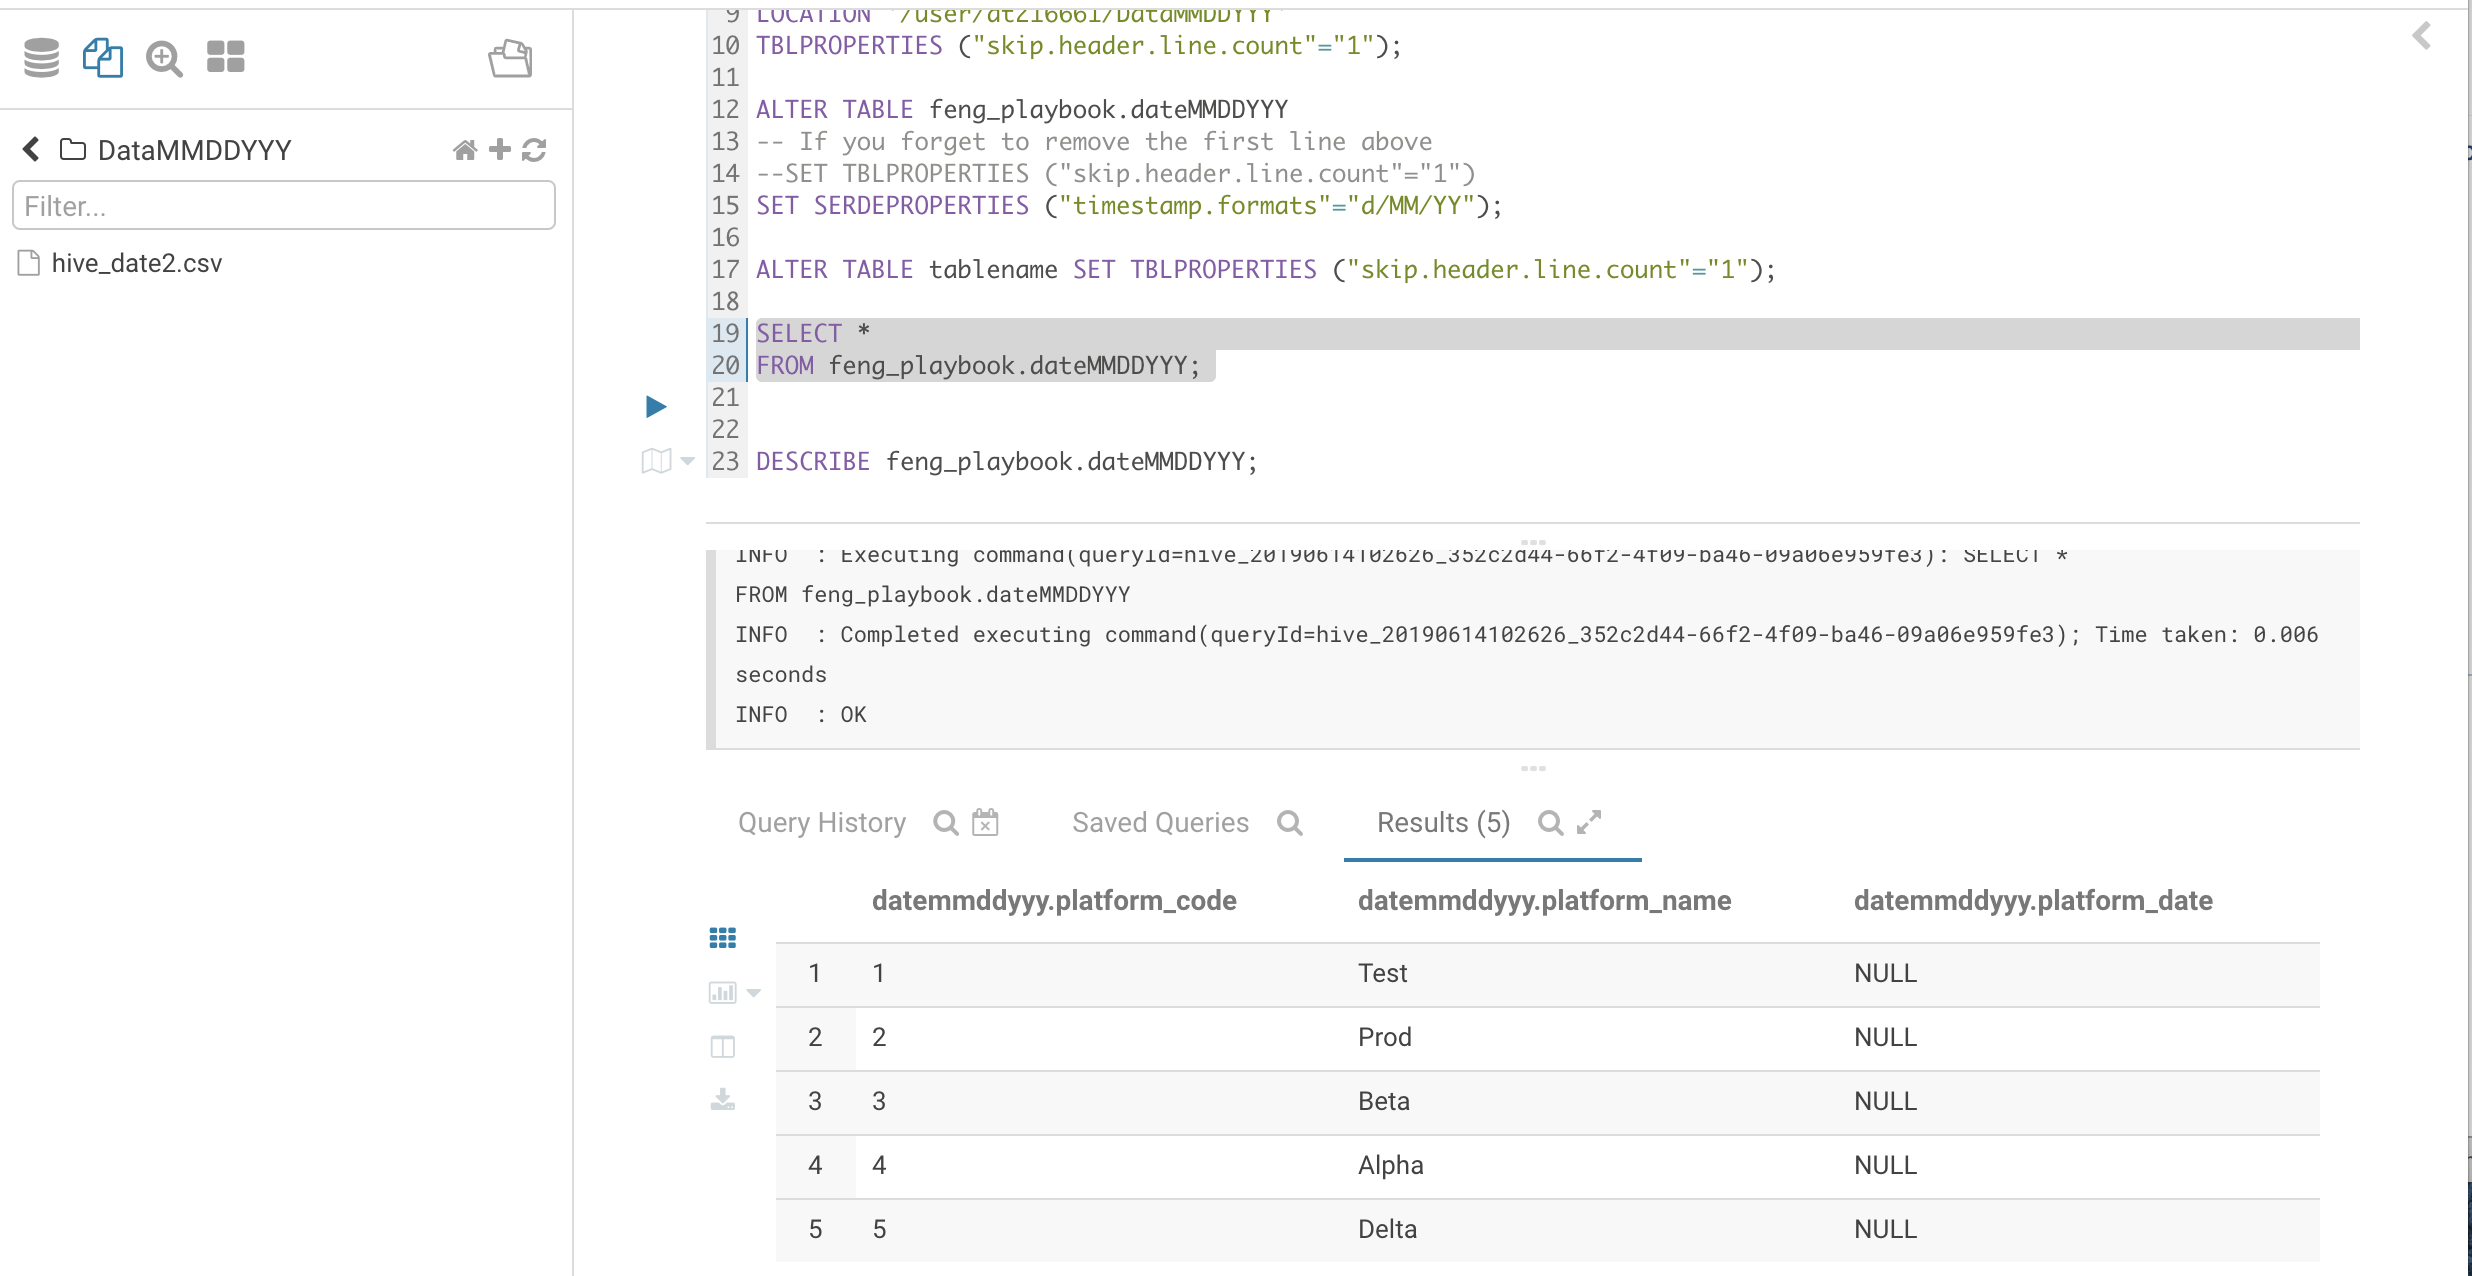 DataMMDDYYY
Filter...
hive_date2.csv
9 LOCATION '/user/at216661/DataMMDDYYY'
10 TBLPROPERTIES ("skip.header.line.count"="1");
11
12 ALTER TABLE feng_playbook.dateMMDDYYY
13 -- If you forget to remove the first line above
14 --SET TBLPROPERTIES ("skip.header.line.count"="1")
15 SET SERDEPROPERTIES ("timestamp.formats"="d/MM/YY");
16
17 ALTER TABLE tablename SET TBLPROPERTIES ("skip.header.line.count"="1");
18
19 SELECT *
20 FROM feng_playbook.dateMMDDYYY;
21
22
23 DESCRIBE feng_playbook.dateMMDDYYY;
INFO : Executing command(queryId=hive_20190614102626_352c2d44-66f2-4f09-ba46-09a06e959fe3): SELECT *
FROM feng_playbook.dateMMDDYYY
INFO : Completed executing command(queryId=hive_20190614102626_352c2d44-66f2-4f09-ba46-09a06e959fe3); Time taken: 0.006
seconds
INFO : OK
Query History Saved Queries Results (5)
datemmddyyy.platform_code datemmddyyy.platform_name datemmddyyy.platform_date
1 1 Test NULL
2 2 Prod NULL
3 3 Beta NULL
4 4 Alpha NULL
5 5 Delta NULL